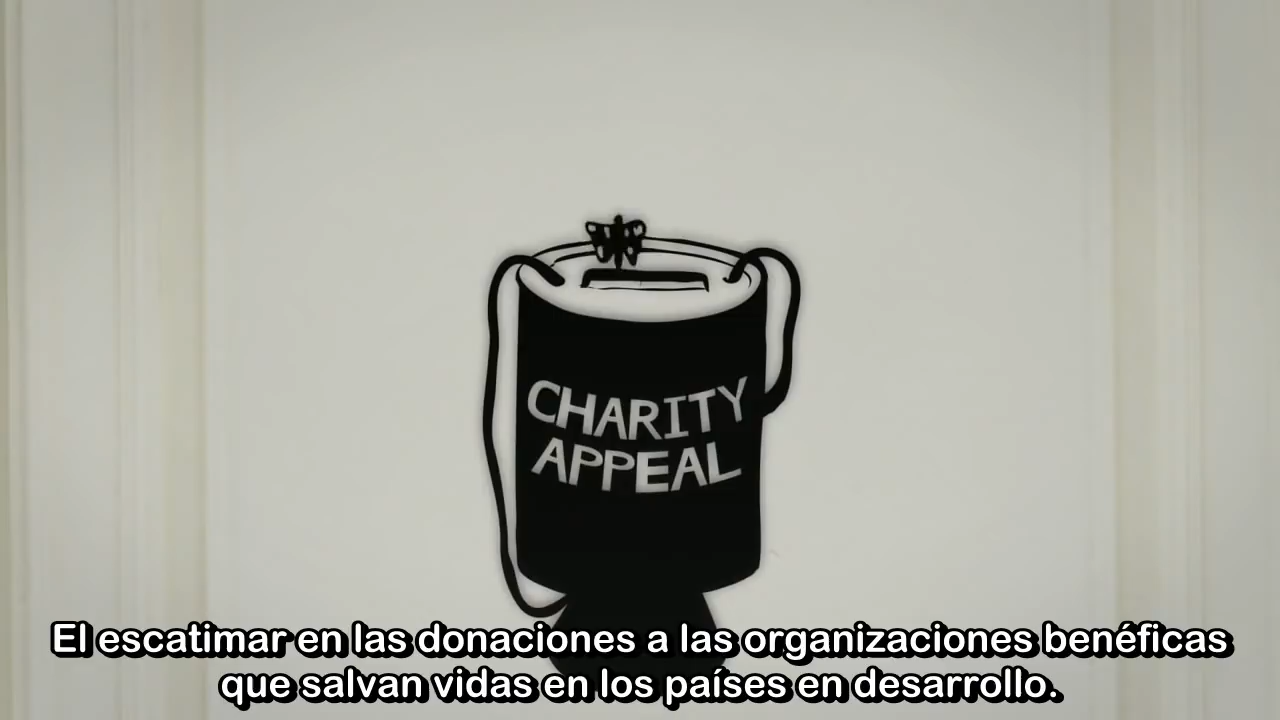 CHARITY
APPEAL
El escatimar en las donaciones a las organizaciones benéficas
que salvan vidas en los países en desarrollo.